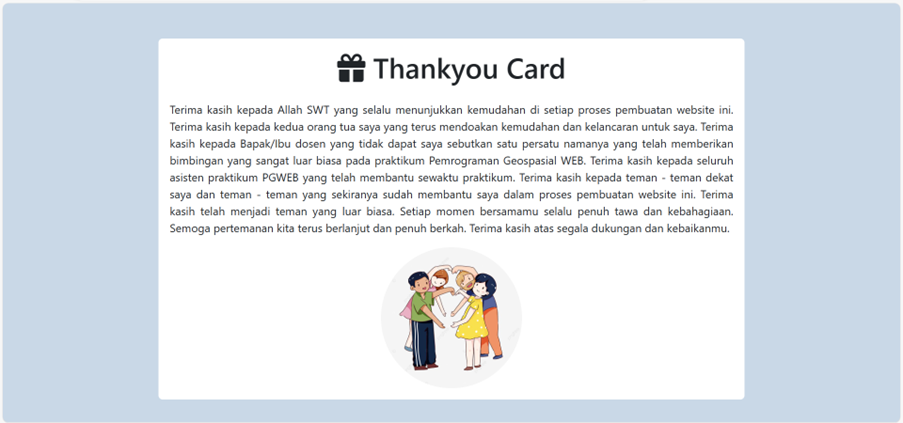 Thankyou Card
Terima kasih kepada Allah SWT yang selalu menunjukkan kemudahan di setiap proses pembuatan website ini.
Terima kasih kepada kedua orang tua saya yang terus mendoakan kemudahan dan kelancaran untuk saya. Terima
kasih kepada Bapak/Ibu dosen yang tidak dapat saya sebutkan satu persatu namanya yang telah memberikan
bimbingan yang sangat luar biasa pada praktikum Pemrograman Geospasial WEB. Terima kasih kepada seluruh
asisten praktikum PGWEB yang telah membantu sewaktu praktikum. Terima kasih kepada teman - teman dekat
saya dan teman - teman yang sekiranya sudah membantu saya dalam proses pembuatan website ini. Terima
kasih telah menjadi teman yang luar biasa. Setiap momen bersamamu selalu penuh tawa dan kebahagiaan.
Semoga pertemanan kita terus berlanjut dan penuh berkah. Terima kasih atas segala dukungan dan kebaikanmu.